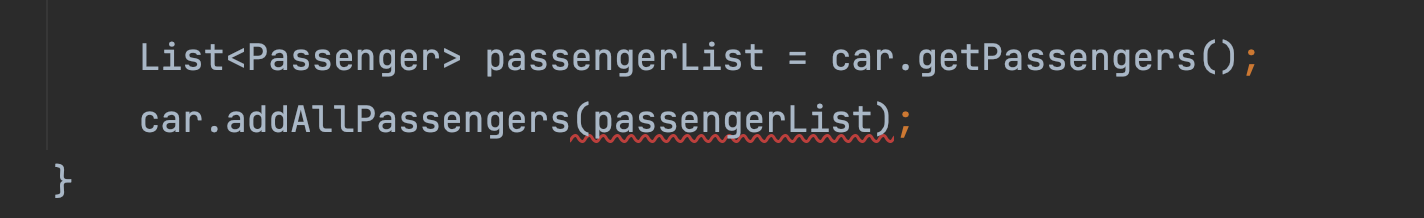 List<Passenger> passengerList = car.getPassengers();
car.addAllPassengers(passengerList);
}